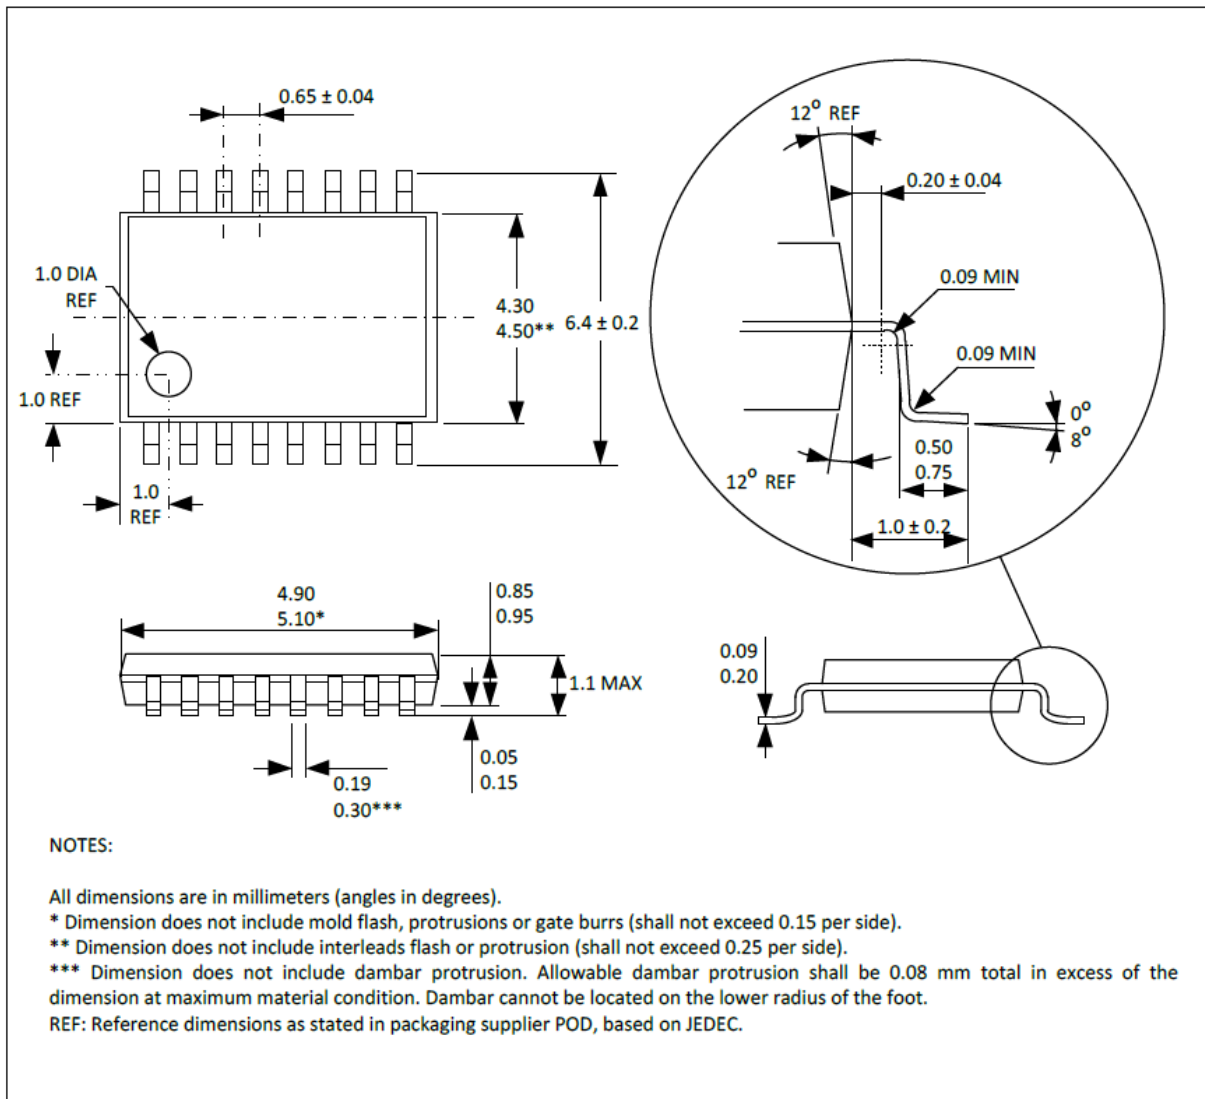 0.65 ± 0.04
12° REF
0.20 ± 0.04
1.0 DIA
REF
0.09 MIN
4.30
4.50**
6.4 ± 0.2
0.09 MIN
1.0 REF
0°
8°
0.50
0.75
12° REF
1.0
REF
1.0 ± 0.2
4.90
5.10*
0.85
0.95
1.1 MAX
0.09
0.20
0.05
0.15
0.19
0.30***
NOTES:
All dimensions are in millimeters (angles in degrees).
* Dimension does not include mold flash, protrusions or gate burrs (shall not exceed 0.15 per side).
** Dimension does not include interleads flash or protrusion (shall not exceed 0.25 per side).
*** Dimension does not include dambar protrusion. Allowable dambar protrusion shall be 0.08 mm total in excess of the
dimension at maximum material condition. Dambar cannot be located on the lower radius of the foot.
REF: Reference dimensions as stated in packaging supplier POD, based on JEDEC.